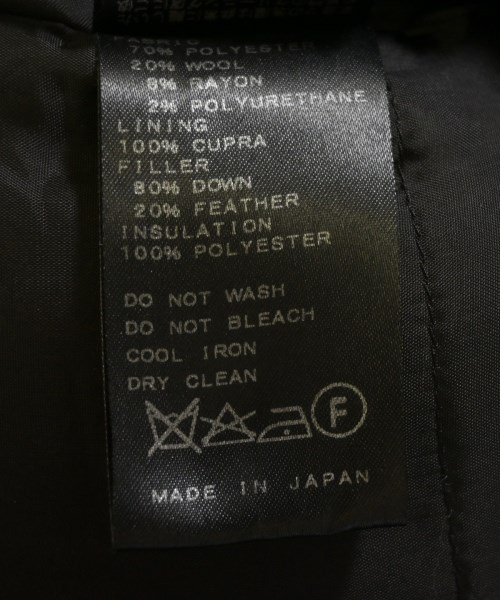 FABRIC
70% POLYESTER
20% WOOL
8% RAYON
2% POLYURETHANE
LINING
100% CUPRA
FILLER
80% DOWN
20% FEATHER
INSULATION
100% POLYESTER
DO NOT WASH
DO NOT BLEACH
COOL IRON
DRY CLEAN
F
MADE IN JAPAN